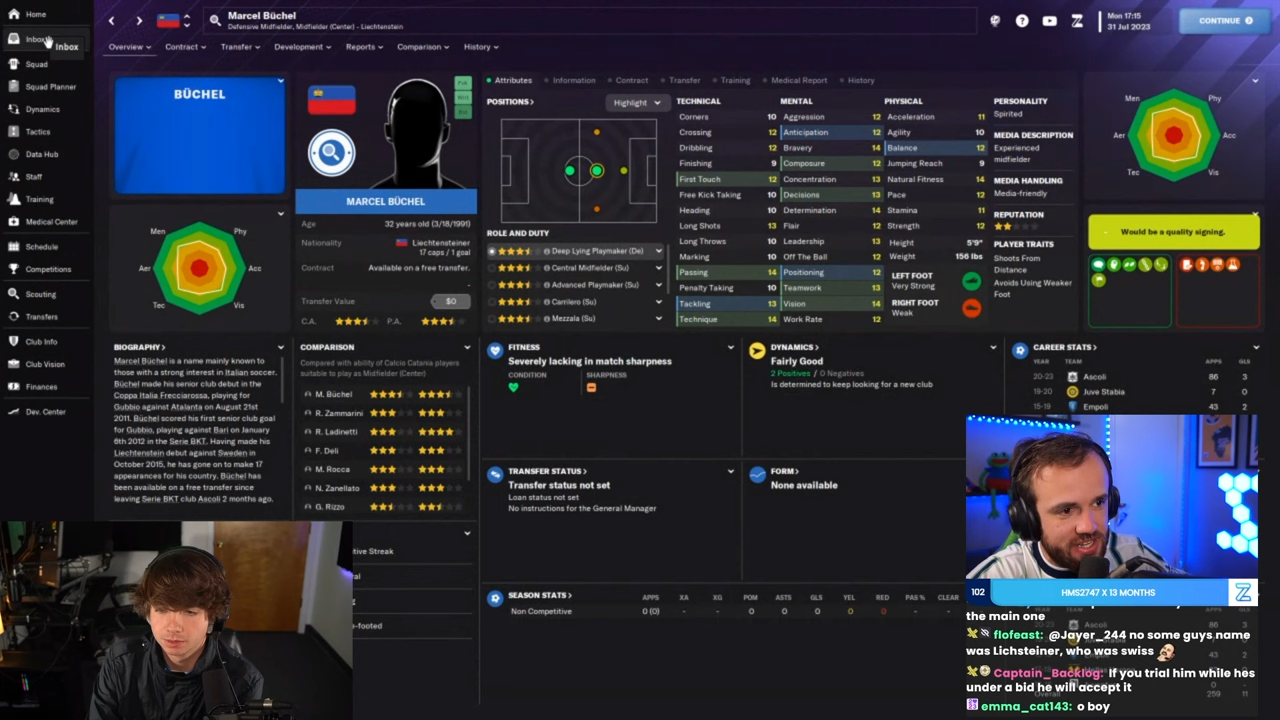 Home
Inbox
Inbox
Squad
Squad Planner
Dynamics
Tactics
Data Hub
Staff
Training
Medical Center
Schedule
Competitions
Scouting
Transfers
Club Info
Club Vision
Finances
Dev. Center
Marcel Büchel
Defensive Midfielder, Midfielder (Center) - Liechtenstein
Mon 17:15
31 Jul 2023
CONTINUE
Overview
Contract
Transfer
Development
Reports
Comparison
History
BÜCHEL
Men
Phy
Aer
Acc
Tec
Vis
MARCEL BÜCHEL
Age
32 years old (3/18/1991)
Nationality
Liechtensteiner
17 caps / 1 goal
Contract
Available on a free transfer.
-
Transfer Value
$0
C.A.
P.A.
Attributes
Information
Contract
Transfer
Training
Medical Report
History
POSITIONS
Highlight
ROLE AND DUTY
Deep Lying Playmaker (De)
Central Midfielder (Su)
Advanced Playmaker (Su)
Carrilero (Su)
Mezzala (Su)
TECHNICAL
Corners 10
Crossing 12
Dribbling 12
Finishing 9
First Touch 12
Free Kick Taking 10
Heading 10
Long Shots 13
Long Throws 10
Marking 10
Passing 14
Penalty Taking 10
Tackling 13
Technique 14
MENTAL
Aggression 12
Anticipation 12
Bravery 14
Composure 12
Concentration 13
Decisions 13
Determination 14
Flair 12
Leadership 13
Off The Ball 12
Positioning 12
Teamwork 13
Vision 14
Work Rate 12
PHYSICAL
Acceleration 11
Agility 10
Balance 12
Jumping Reach 9
Natural Fitness 14
Pace 12
Stamina 11
Strength 12
Height 5'9"
Weight 156 lbs
LEFT FOOT
Very Strong
RIGHT FOOT
Weak
PERSONALITY
Spirited
MEDIA DESCRIPTION
Experienced
midfielder
MEDIA HANDLING
Media-friendly
REPUTATION
PLAYER TRAITS
Shoots From
Distance
Avoids Using Weaker
Foot
Men
Phy
Aer
Acc
Tec
Vis
Would be a quality signing.
BIOGRAPHY
Marcel Büchel is a name mainly known to
those with a strong interest in Italian soccer.
Büchel made his senior club debut in the
Coppa Italia Frecciarossa, playing for
Gubbio against Atalanta on August 21st
2011. Büchel scored his first senior club goal
for Gubbio, playing against Bari on January
6th 2012 in the Serie BKT. Having made his
Liechtenstein debut against Sweden in
October 2015, he has gone on to make 17
appearances for his country. Büchel has
been available on a free transfer since
leaving Serie BKT club Ascoli 2 months ago.
COMPARISON
Compared with ability of Calcio Catania players
suitable to play as Midfielder (Center)
M. Büchel
R. Zammarini
R. Ladinetti
F. Deli
M. Rocca
N. Zanellato
G. Rizzo
FITNESS
Severely lacking in match sharpness
CONDITION
SHARPNESS
DYNAMICS
Fairly Good
2 Positives / 0 Negatives
Is determined to keep looking for a new club
CAREER STATS
YEAR TEAM APPS GLS
20-23 Ascoli 86 3
19-20 Juve Stabia 7 0
15-19 Empoli 43 2
TRANSFER STATUS
Transfer status not set
Loan status not set
No instructions for the General Manager
FORM
None available
SEASON STATS
APPS XA XG POM ASTS GLS YEL RED PAS % CLEAR
Non Competitive 0 (0) - - 0 0 0 0 0 - -
tive Streak
-footed
102
HMS2747 X 13 MONTHS
the main one
flofeast: @Jayer_244 no some guys name
was Lichsteiner, who was swiss
Captain_Backlog: If you trial him while hes
under a bid he will accept it
emma_cat143: o boy